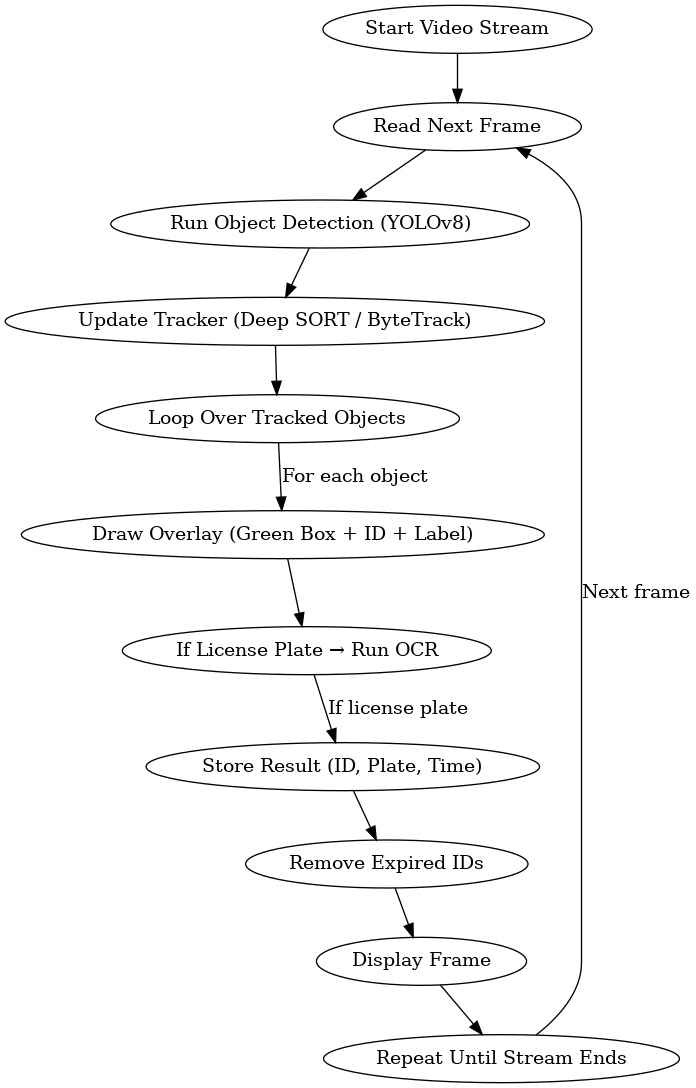 Start Video Stream
Read Next Frame
Run Object Detection (YOLOv8)
Update Tracker (Deep SORT / ByteTrack)
Loop Over Tracked Objects
For each object
Draw Overlay (Green Box + ID + Label)
Next frame
If License Plate → Run OCR
If license plate
Store Result (ID, Plate, Time)
Remove Expired IDs
Display Frame
Repeat Until Stream Ends